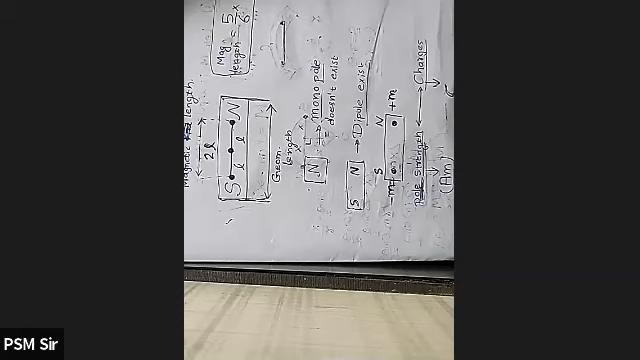 Magnetic length.
2l
S N
l l
Geom. length
Mag. length = 5/6 x
N → mono pole doesn't exist
S N → Dipole exist
S N
-m +m
Pole strength ↔ Charges
(Am)
PSM Sir